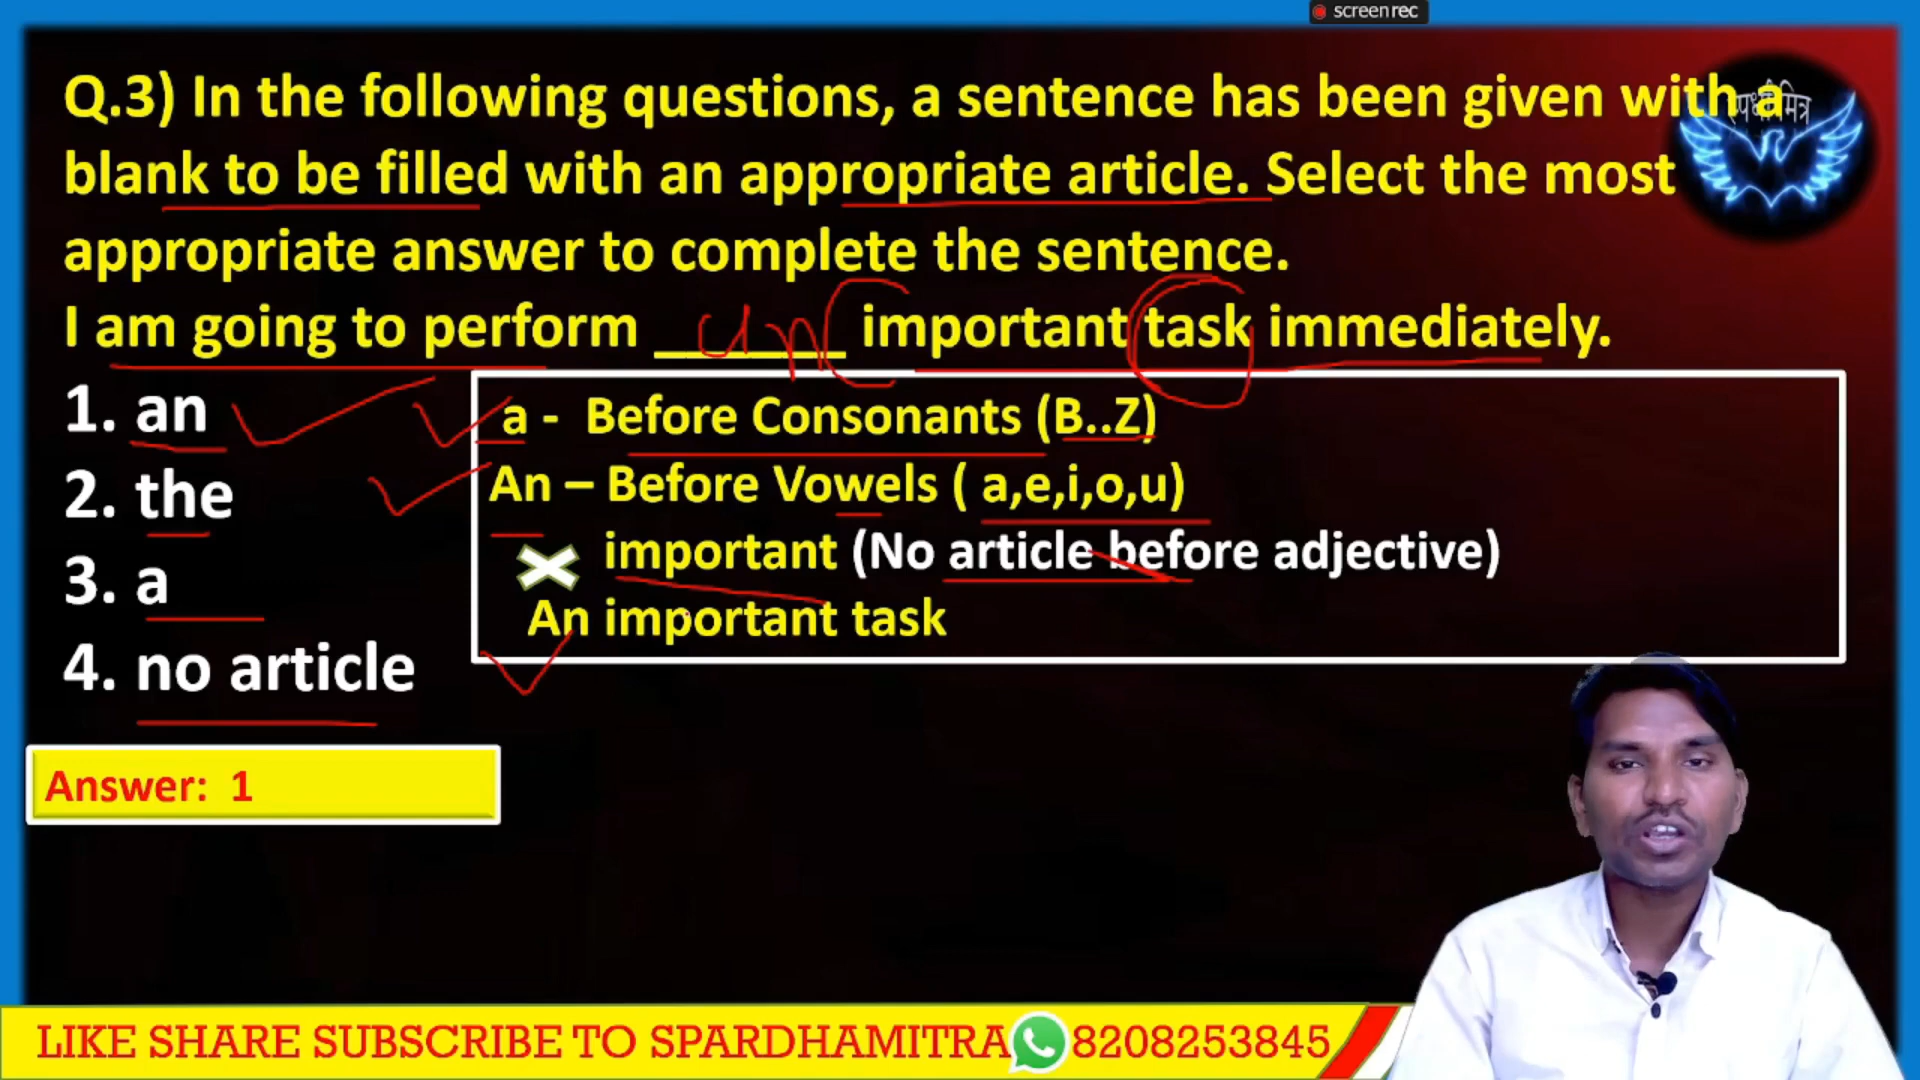 screenrec
Q.3) In the following questions, a sentence has been given with a
स्पर्धामित्र
blank to be filled with an appropriate article. Select the most
appropriate answer to complete the sentence.
I am going to perform _______ important task immediately.
an
1. an
2. the
3. a
4. no article
a - Before Consonants (B..Z)
An – Before Vowels ( a,e,i,o,u)
important (No article before adjective)
An important task
Answer: 1
LIKE SHARE SUBSCRIBE TO SPARDHAMITRA 8208253845